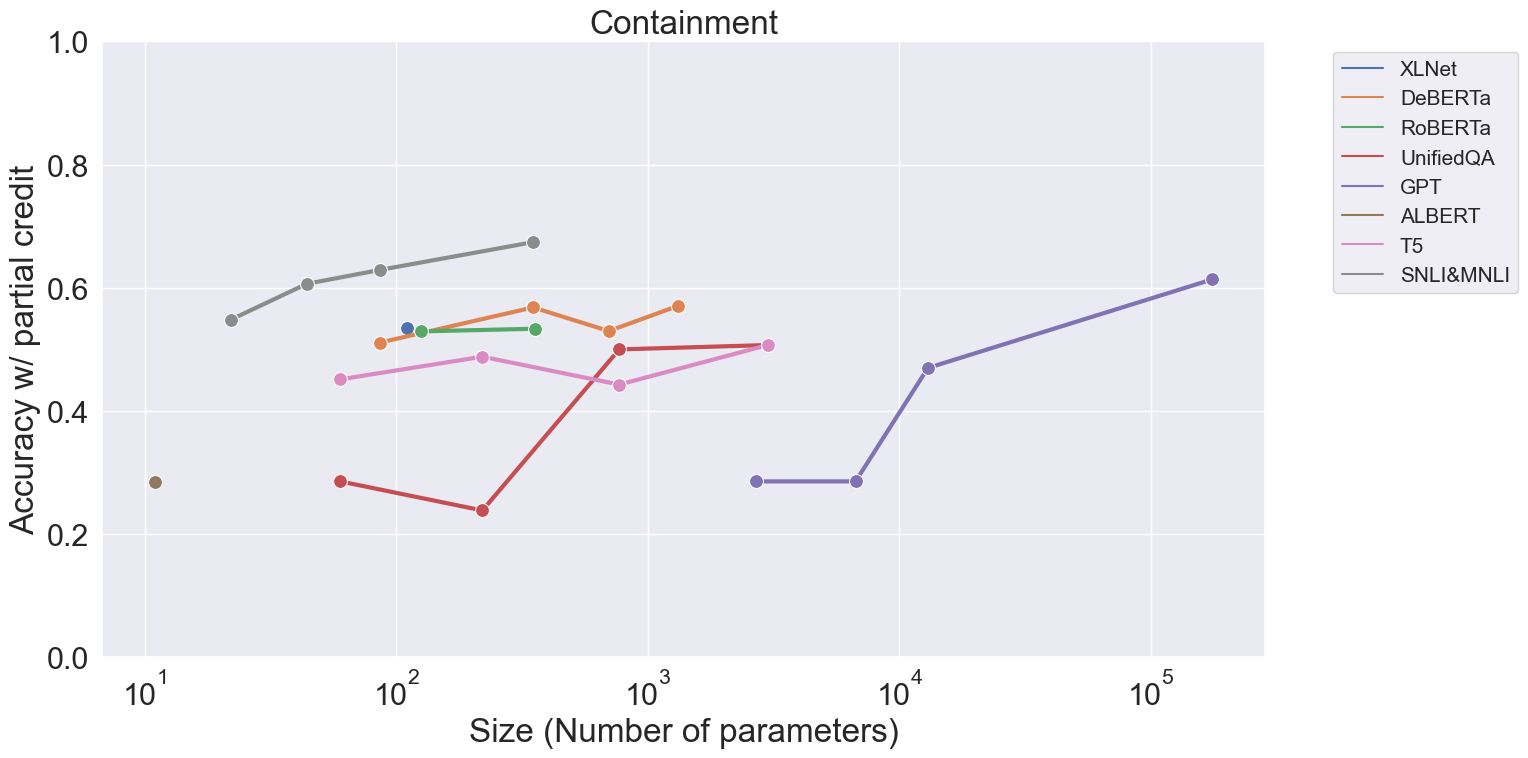 Containment
Accuracy w/ partial credit
1.0
0.8
0.6
0.4
0.2
0.0
10^1
10^2
10^3
10^4
10^5
Size (Number of parameters)
XLNet
DeBERTa
RoBERTa
UnifiedQA
GPT
ALBERT
T5
SNLI&MNLI